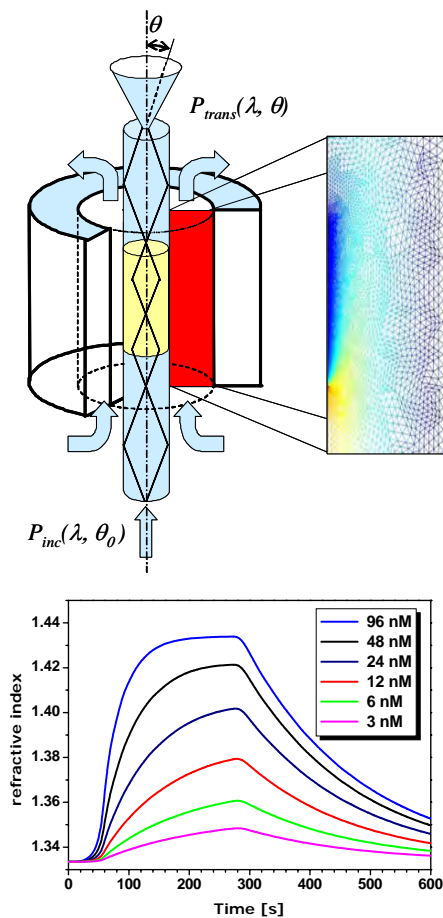 θ
P_trans(λ, θ)
P_inc(λ, θ_0)
1.44
1.42
1.40
1.38
1.36
1.34
refractive index
96 nM
48 nM
24 nM
12 nM
6 nM
3 nM
0 100 200 300 400 500 600
Time [s]